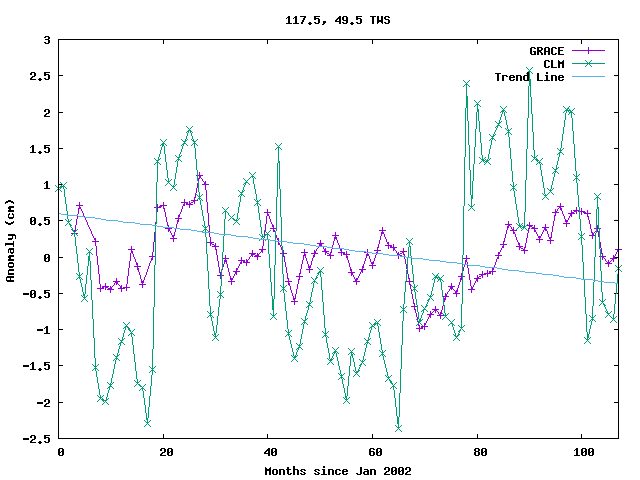 117.5, 49.5 TWS
GRACE
CLM
Trend Line
3
2.5
2
1.5
1
0.5
0
-0.5
-1
-1.5
-2
-2.5
Anomaly (cm)
0 20 40 60 80 100
Months since Jan 2002